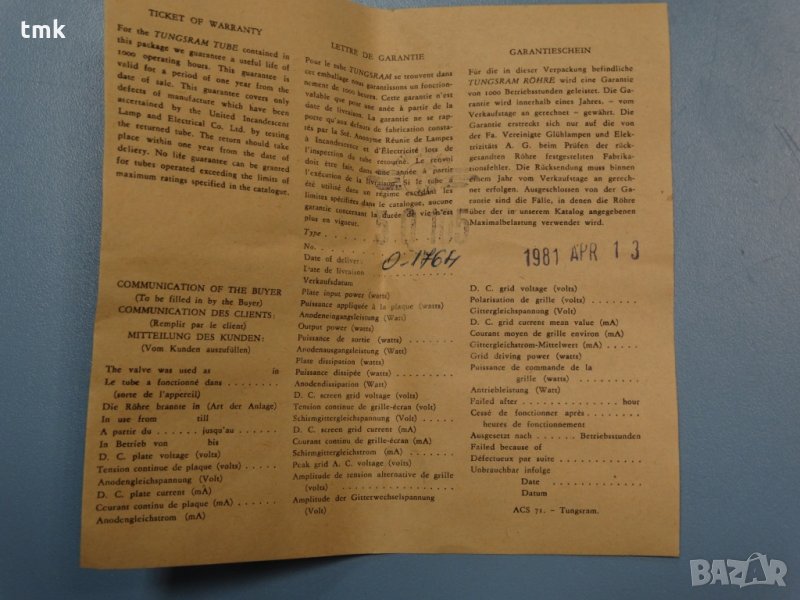 tmk
TICKET OF WARRANTY
For the TUNGSRAM TUBE contained in
this package we guarantee a useful life of
1000 operating hours. This guarantee is
valid for a period of one year from the
date of sale. This guarantee covers only
defects of manufacture which have been
ascertained by the United Incandescent
Lamp and Electrical Co. Ltd. by testing
the returned tube. The return should take
place within one year from the date of
deliery. No life guarantee can be granted
for tubes operated exceeding the limits of
maximum ratings specified in the catalogue.
COMMUNICATION OF THE BUYER
(To be filled in by the Buyer)
COMMUNICATION DES CLIENTS:
(Remplir par le client)
MITTEILUNG DES KUNDEN:
(Vom Kunden auszufüllen)
The valve was used as in
Le tube a fonctionné dans . . . . . . .
(sorte de l'appereil)
Die Röhre brannte in (Art der Anlage)
In use from till
A partu du . . . . . jusqu'au . . . . .
In Betrieb von bis
D. C. plate voltage (volts)
Tension continue de plaque (volts) . . . . .
Anodengleichspannung (Volt)
D. C. plate current (mA)
Courant continu de plaque (mA) . . . . .
Anodengleichstrom (mA)
LETTRE DE GARANTIE
Pour le tube TUNGSRAM se trouvent dans
cet emballage nous garantissons un fonction-
nement de 1000 heures. Cette garantie n'est
valable que pour une anée à partir de la
date de livraison. La garantie ne se rap-
porte qu'aux defauts de fabrication consta-
tés par la Sté. Anonyme Réunie de Lampes
à Incandescence et d'Électricité lors de
l'inspection du tube retourné. Le renvoi
doit être fait, dans une année à partir
l'exécution de la livraison. Si le tube a
été utilisé dans un régime excédant les
limites spécifiées dans le catalogue, aucune
garantie concernant la durée de vie n'est
plus en vigueur.
Type
No.
Date of deliver: 0-1764
Date de livraison
Verkaufsdatum
Plate input power (watts)
Puissance appliquée à la plaque (watts)
Anodeneingangsleistung (Watt)
Output power (watts)
Puissance de sortie (watts) . . . .
Anodenausgangsleistung (Watt)
Plate dissipation (watts)
Puissance dissipée (watts) . . . .
Anodendissipation (Watt)
D. C. screen grid voltage (volts)
Tension continue de grille-écran (volt)
Schirmgittergleichspannung (Volt) . . .
D. C. screen grid current (mA)
Courant continu de grille-écran (mA)
Schirmgittergleichstrom (mA) . . . .
Peak grid A. C. voltage (volts)
Amplitude de tension alternative de grille
(volts) . . . . . . . . . . . .
Amplitude der Gitterwechselspannung
(Volt)
GARANTIESCHEIN
Für die in dieser Verpackung befindliche
TUNGSRAM RÖHRE wird eine Garantie
von 1000 Betriebsstunden geleistet. Die Ga-
rantie wird innerhalb eines Jahres, – vom
Verkaufstage an gerechnet – gewährt. Die
Garantie erstreckt sich nur auf die von
der Fa. Vereinigte Glühlampen und Elek-
trizitäts A. G. beim Prüfen der rück-
gesandten Röhre festgestellten Fabrika-
tionsfehler. Die Rücksendung muss binnen
einem Jahr vom Verkaufstage an gerech-
net erfolgen. Ausgeschlossen von der Ga-
rantie sind die Fälle, in denen die Röhre
über der in unserem Katalog angegebenen
Maximalbelastung verwendet wird.
1981 APR 13
D. C. grid voltage (volts)
Polarisation de grille (volts) . . . . . . .
Gittergleichspannung (Volt)
D. C. grid current mean value (mA)
Courant moyen de grille environ (mA)
Gittergleichstrom-Mittelwert (mA) . . . .
Grid driving power (watts)
Puissance de commande de la
grille (watts) . . . . . . . . .
Antriebleistung (Watt)
Failed after . . . . . . . . . . . hour
Cessé de fonctionner après . . . . . . .
heures de fonctionnement
Ausgesetzt nach . . . . . . Betriebsstunden
Failed because of
Défectueux par suite . . . . . . . . . .
Unbrauchbar infolge
Date . . . . . . . . .
Datum
ACS 71. – Tungsram.
BAZAR